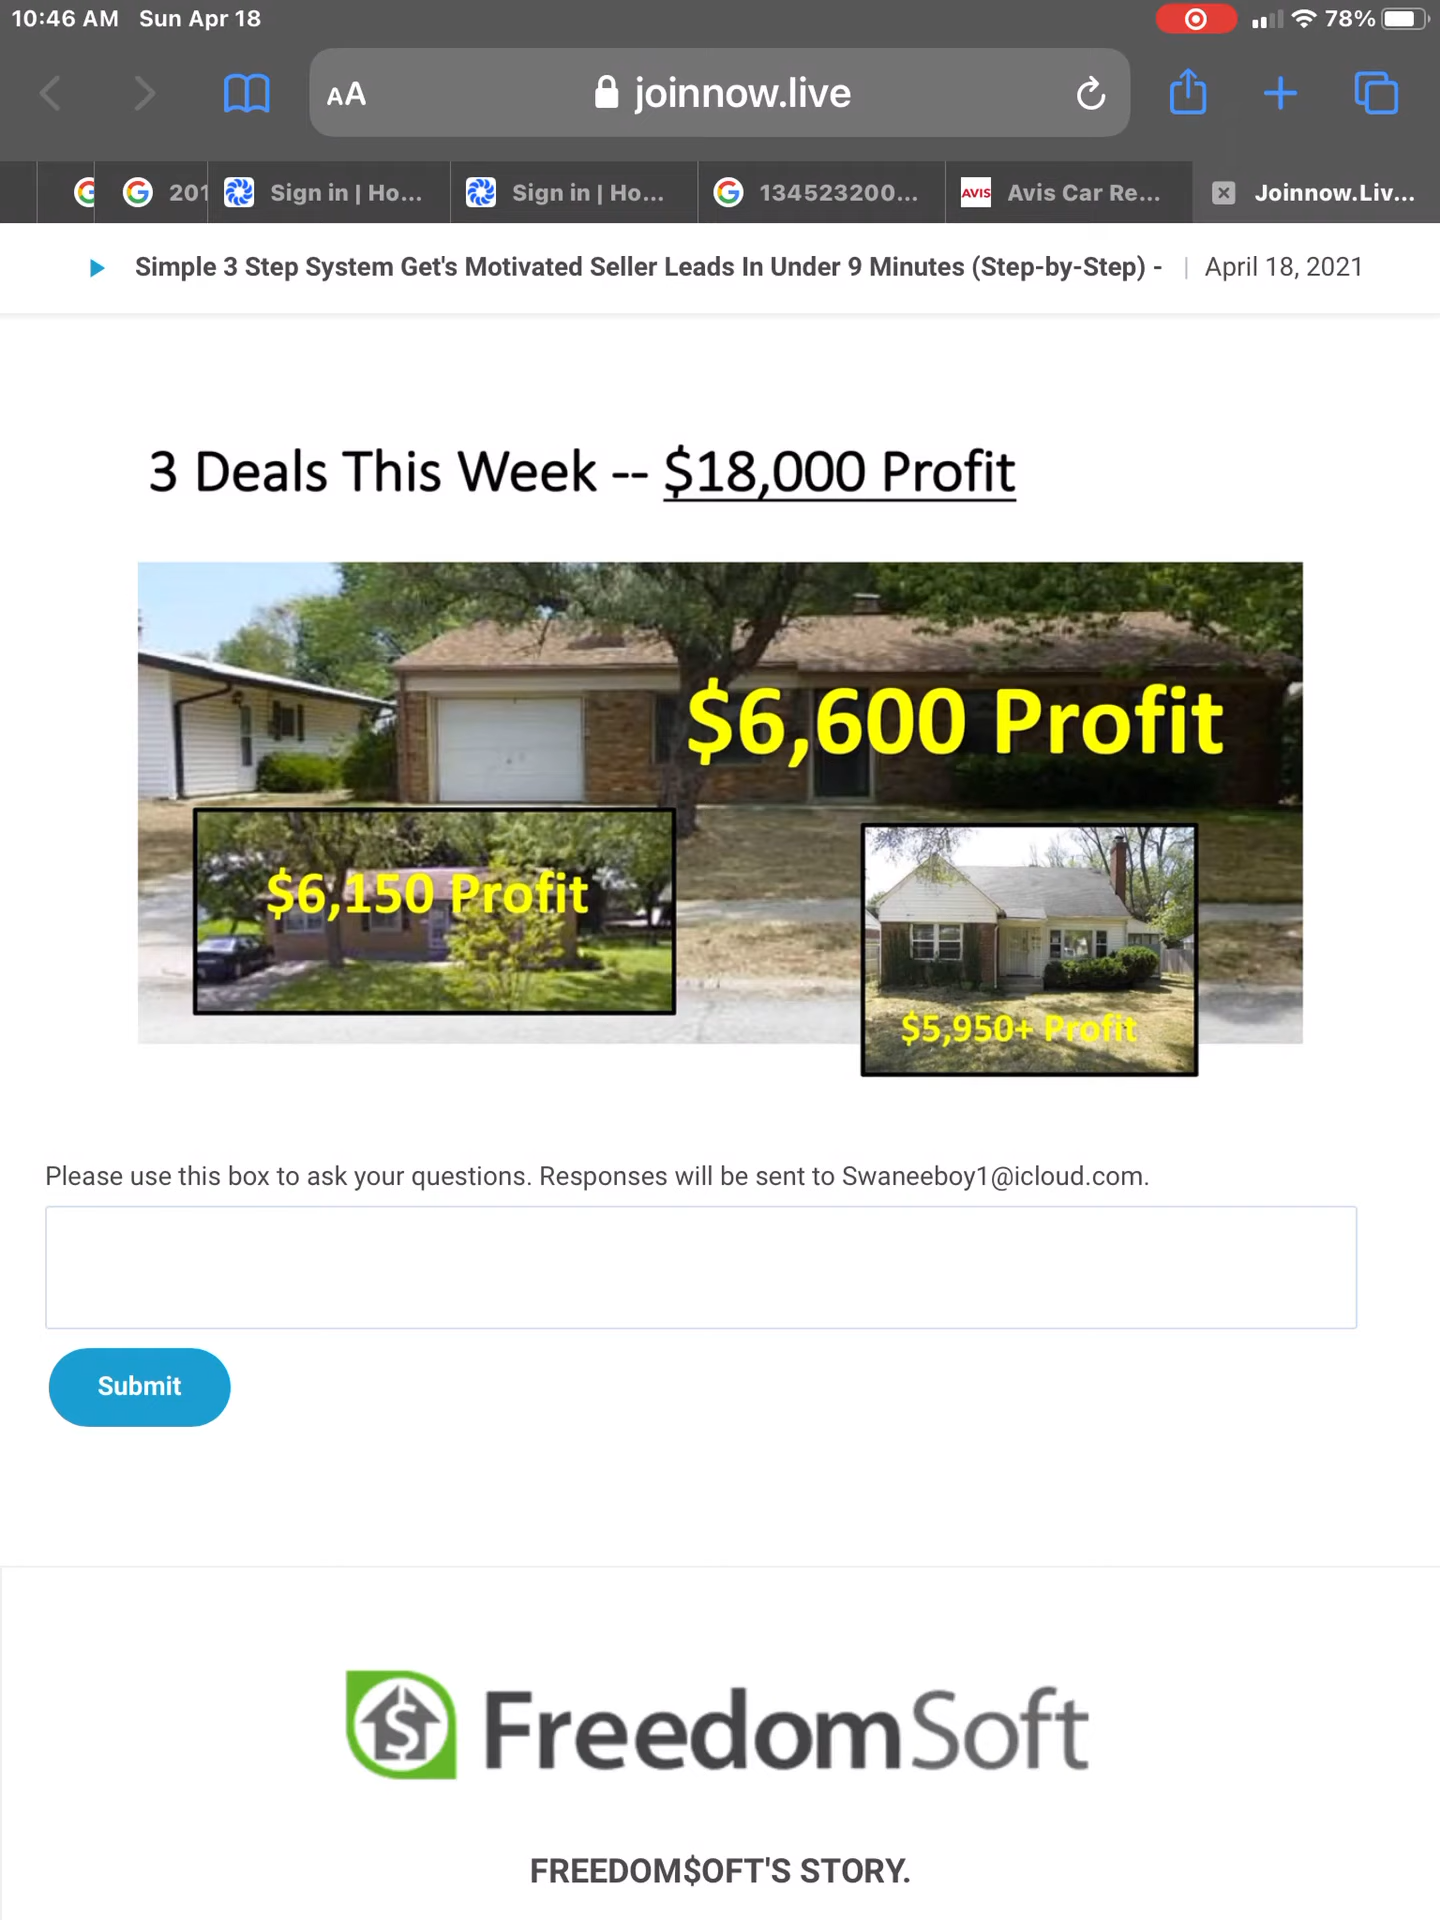 10:46 AM Sun Apr 18 78%
AA joinnow.live
201 Sign in | Ho... Sign in | Ho... 134523200... AVIS Avis Car Re... Joinnow.Liv...
Simple 3 Step System Get's Motivated Seller Leads In Under 9 Minutes (Step-by-Step) - | April 18, 2021
3 Deals This Week -- $18,000 Profit
$6,600 Profit
$6,150 Profit
$5,950+ Profit
Please use this box to ask your questions. Responses will be sent to Swaneeboy1@icloud.com.
Submit
FreedomSoft
FREEDOM$OFT'S STORY.